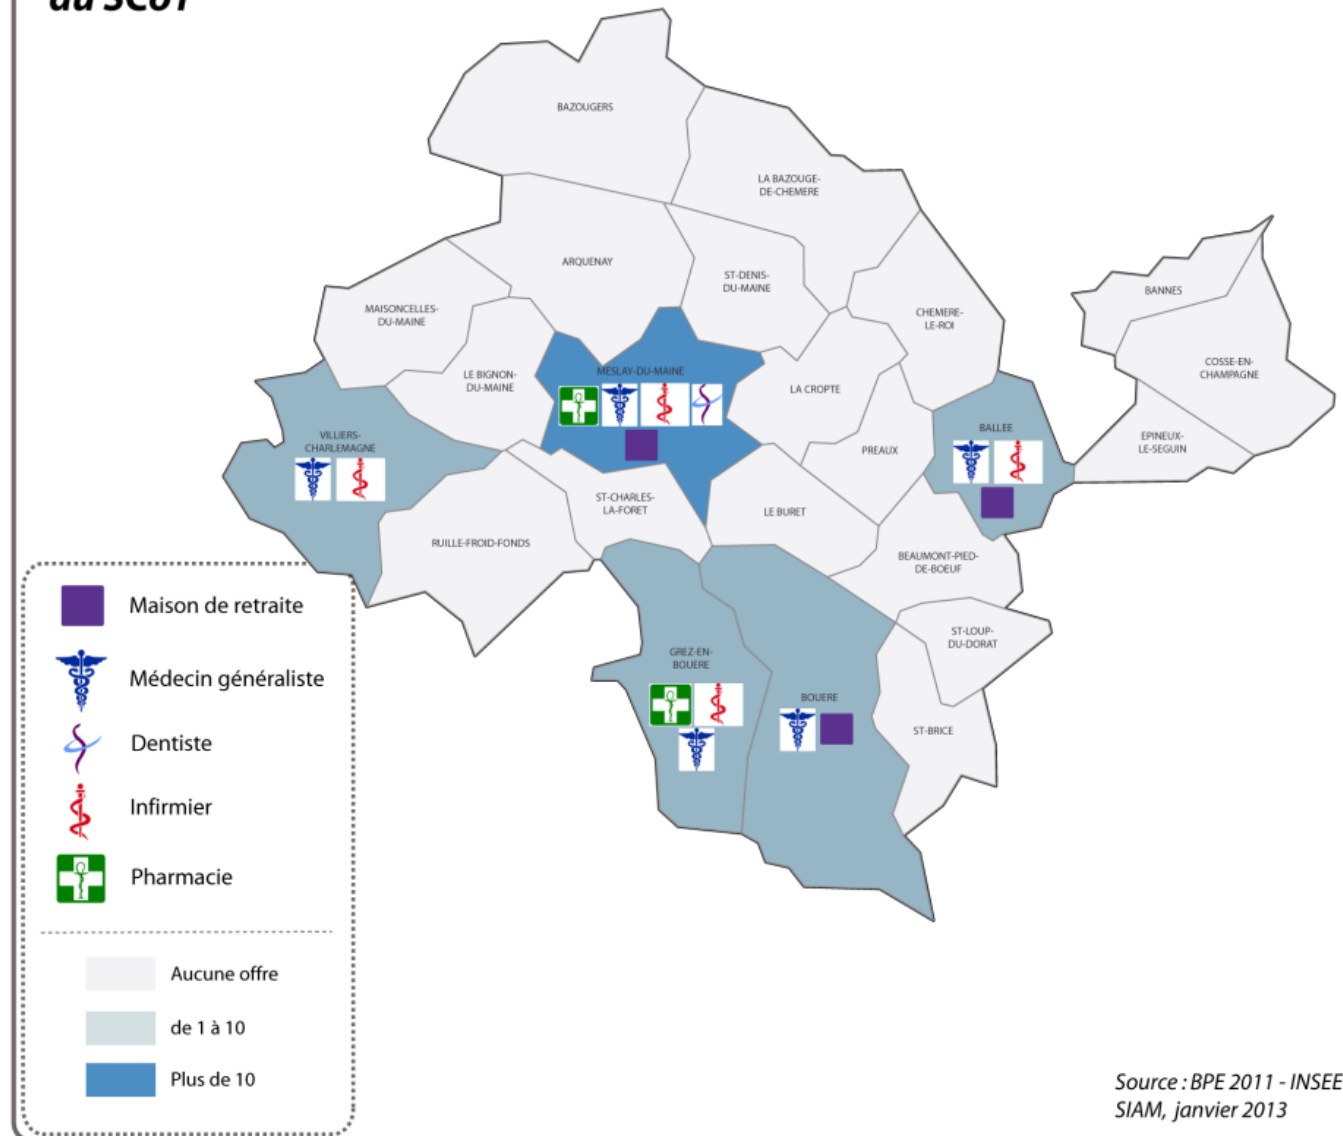 du SCoT
BAZOUGERS
LA BAZOUGE-
DE-CHEMERE
ARQUENAY
ST-DENIS-
DU-MAINE
BANNES
MAISONCELLES-
DU-MAINE
CHEMERE-
LE-ROI
COSSE-EN-
CHAMPAGNE
LE BIGNON-
DU-MAINE
MESLAY-DU-MAINE
LA CROPTE
VILLIERS-
CHARLEMAGNE
PREAUX
BALLEE
EPINEUX-
LE-SEGUIN
ST-CHARLES-
LA-FORET
LE BURET
RUILLE-FROID-FONDS
BEAUMONT-PIED-
DE-BOEUF
ST-LOUP-
DU-DORAT
GREZ-EN-
BOUERE
BOUERE
ST-BRICE
Maison de retraite
Médecin généraliste
Dentiste
Infirmier
Pharmacie
Aucune offre
de 1 à 10
Plus de 10
Source : BPE 2011 - INSEE
SIAM, janvier 2013